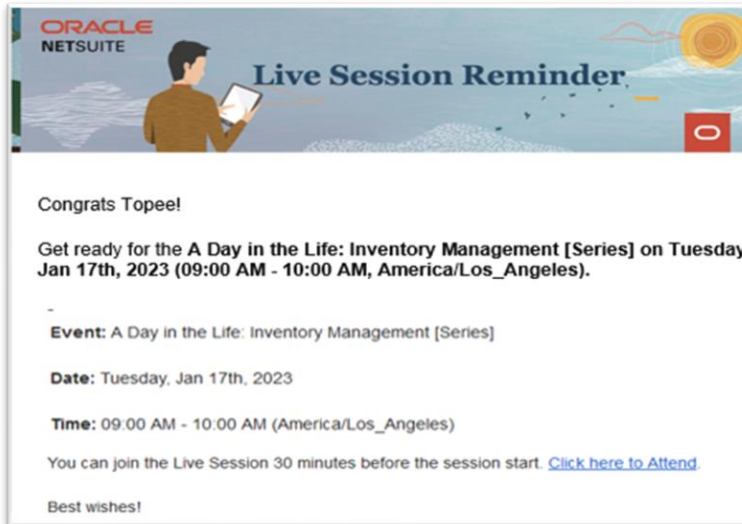 ORACLE
NETSUITE
Live Session Reminder
Congrats Topee!
Get ready for the A Day in the Life: Inventory Management [Series] on Tuesday
Jan 17th, 2023 (09:00 AM - 10:00 AM, America/Los_Angeles).
-
Event: A Day in the Life: Inventory Management [Series]
Date: Tuesday, Jan 17th, 2023
Time: 09:00 AM - 10:00 AM (America/Los_Angeles)
You can join the Live Session 30 minutes before the session start. Click here to Attend.
Best wishes!